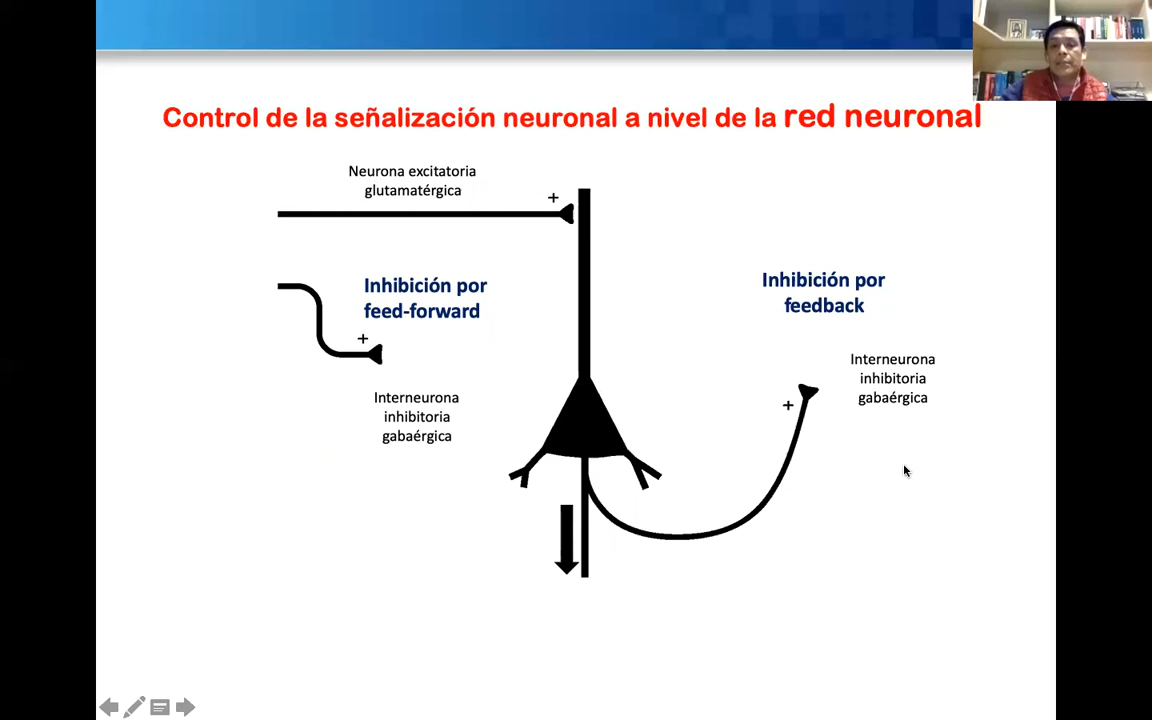 Control de la señalización neuronal a nivel de la red neuronal
Neurona excitatoria
glutamatérgica
+
Inhibición por
feed-forward
+
Interneurona
inhibitoria
gabaérgica
Inhibición por
feedback
Interneurona
inhibitoria
gabaérgica
+